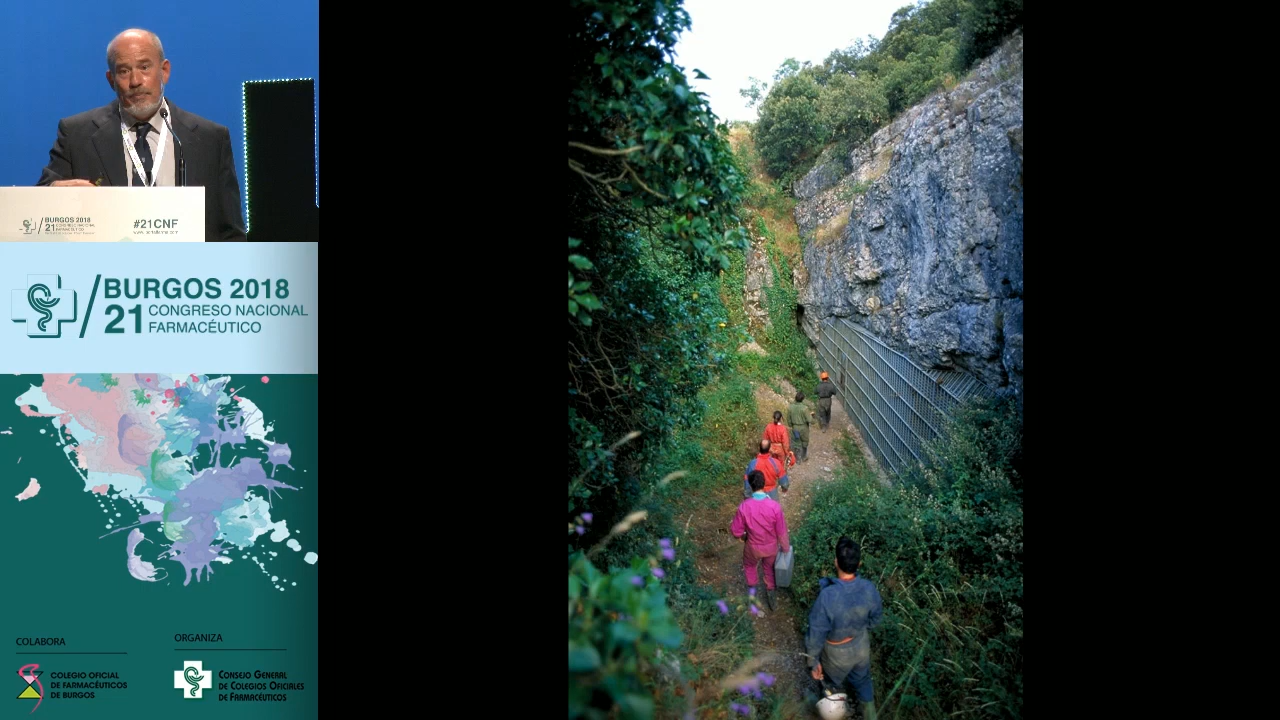 BURGOS 2018
21
#21CNF
BURGOS 2018
21 CONGRESO NACIONAL
FARMACÉUTICO
COLABORA
ORGANIZA
COLEGIO OFICIAL
DE FARMACÉUTICOS
DE BURGOS
CONSEJO GENERAL
DE COLEGIOS OFICIALES
DE FARMACÉUTICOS